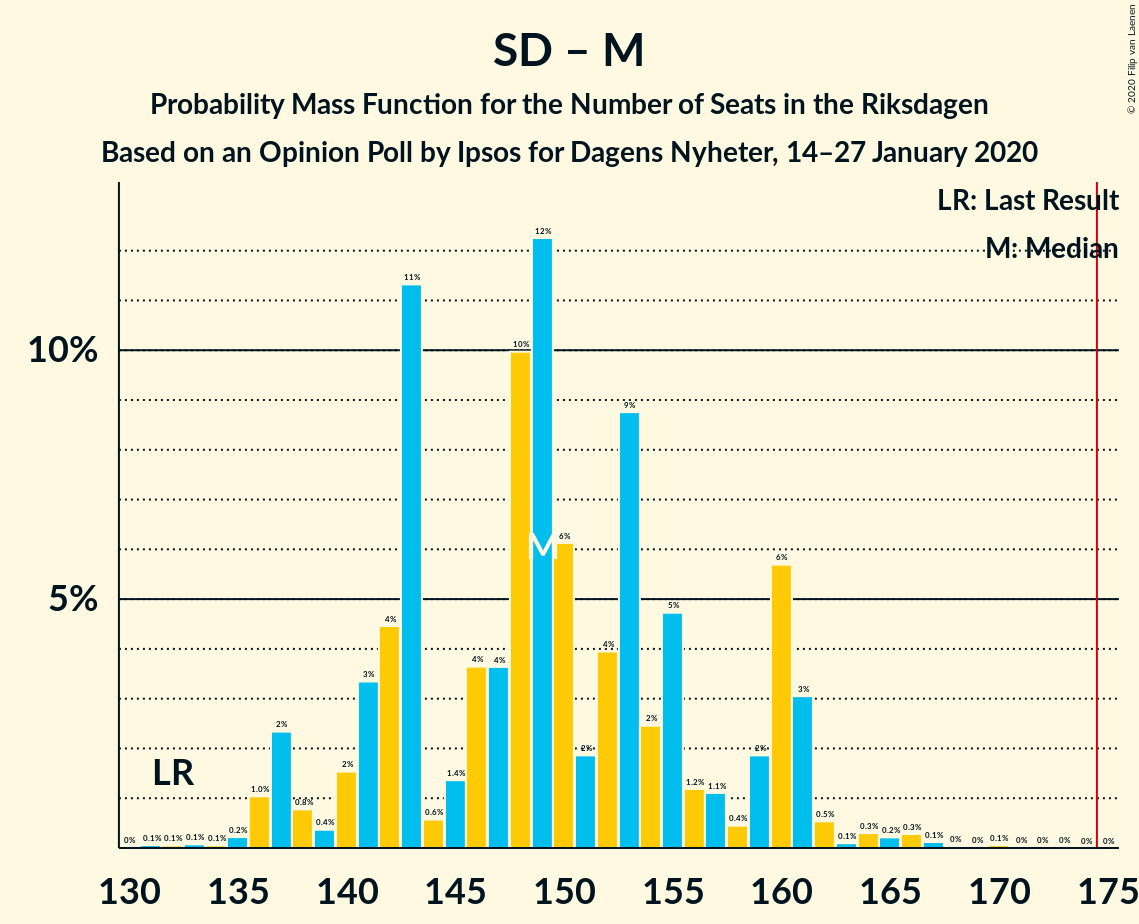 © 2020 Filip van Laenen
SD – M
Probability Mass Function for the Number of Seats in the Riksdagen
Based on an Opinion Poll by Ipsos for Dagens Nyheter, 14–27 January 2020
LR: Last Result
M: Median
10%
5%
LR
M
0% 0.1% 0.1% 0.1% 0.1% 0.2% 1.0% 2% 0.8% 0.4% 2% 3% 4% 11% 0.6% 1.4% 4% 4% 10% 12% 6% 2% 4% 9% 2% 5% 1.2% 1.1% 0.4% 2% 6% 3% 0.5% 0.1% 0.3% 0.2% 0.3% 0.1% 0% 0% 0.1% 0% 0% 0% 0% 0%
130 135 140 145 150 155 160 165 170 175